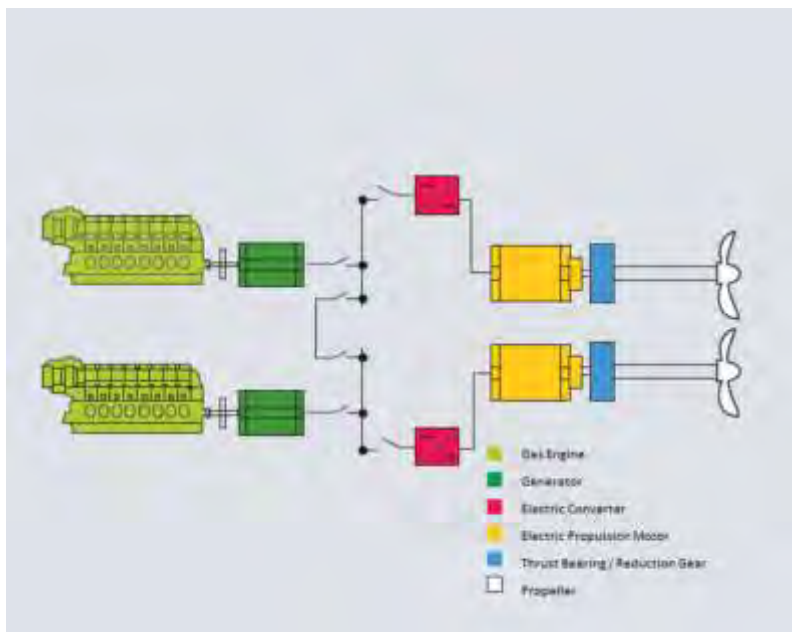 Gas Engine
Generator
Electric Converter
Electric Propulsion Motor
Thrust Bearing / Reduction Gear
Propeller